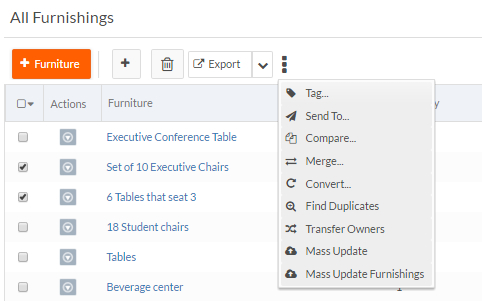 All Furnishings
+ Furniture + Export
Actions Furniture y
Executive Conference Table
Set of 10 Executive Chairs
6 Tables that seat 3
18 Student chairs
Tables
Beverage center
Tag...
Send To...
Compare...
Merge...
Convert...
Find Duplicates
Transfer Owners
Mass Update
Mass Update Furnishings